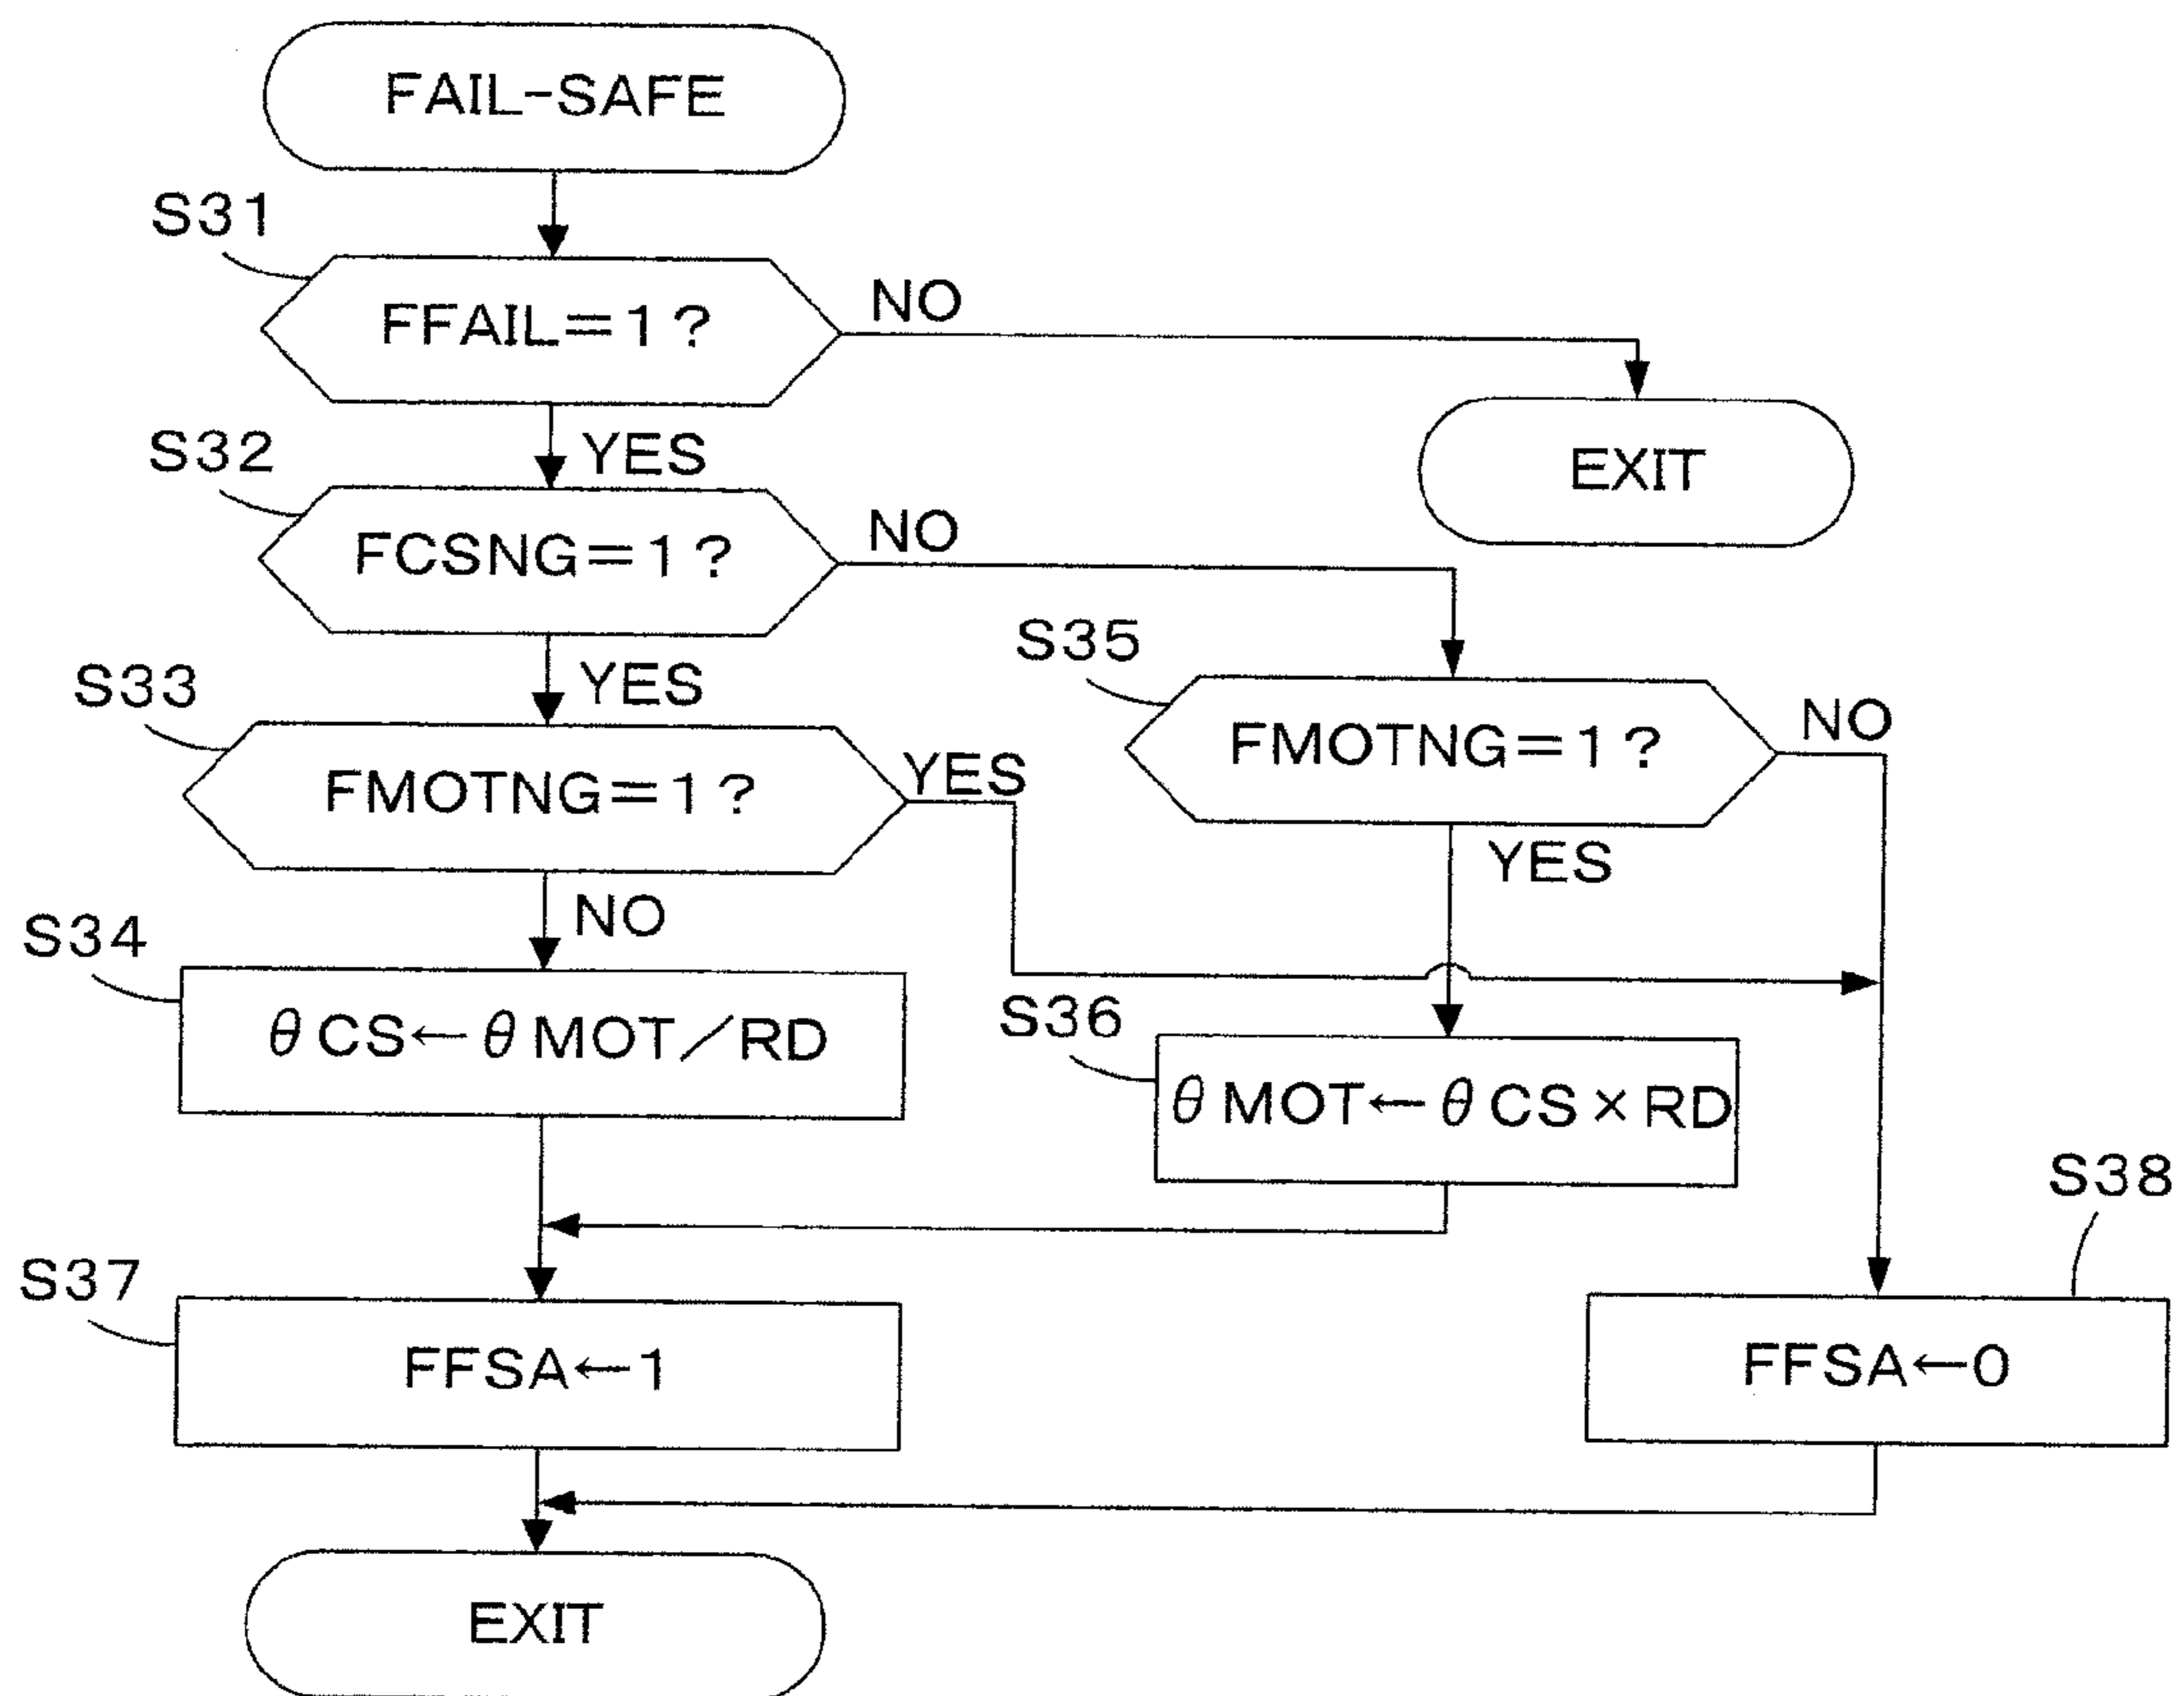 FAIL-SAFE
S31
FFAIL=1?
NO
EXIT
YES
S32
FCSNG=1?
NO
YES
S35
FMOTNG=1?
NO
YES
S33
FMOTNG=1?
YES
NO
S34
θCS←θMOT/RD
S36
θMOT←θCS×RD
S37
FFSA←1
S38
FFSA←0
EXIT